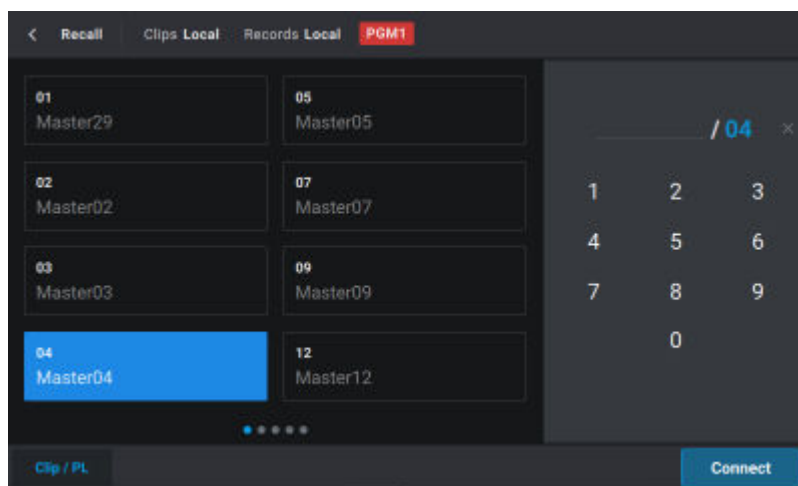 < Recall Clips Local Records Local PGM1
01
Master29
05
Master05
02
Master02
07
Master07
03
Master03
09
Master09
04
Master04
12
Master12
/ 04 ×
1 2 3
4 5 6
7 8 9
0
Clip / PL
Connect